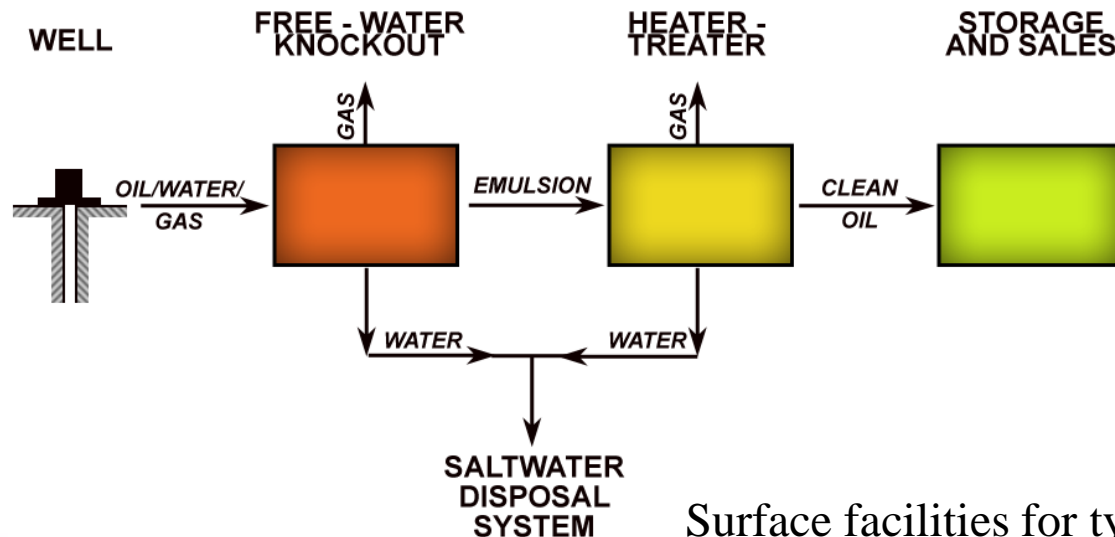 WELL
FREE - WATER
KNOCKOUT
HEATER -
TREATER
STORAGE
AND SALES
GAS
GAS
OIL/WATER/
GAS
EMULSION
CLEAN
OIL
WATER
WATER
SALTWATER
DISPOSAL
SYSTEM
Surface facilities for